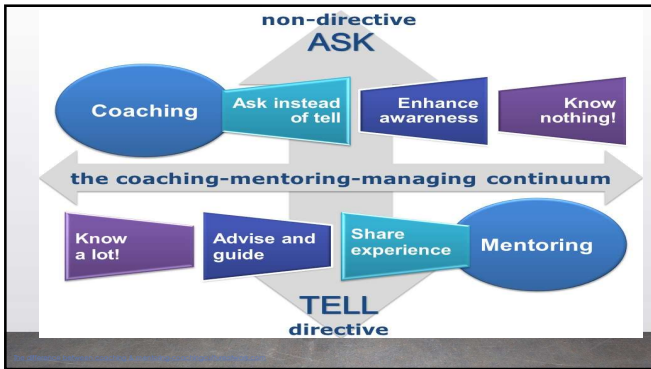 non-directive
ASK
Coaching
Ask instead
of tell
Enhance
awareness
Know
nothing!
the coaching-mentoring-managing continuum
Know
a lot!
Advise and
guide
Share
experience
Mentoring
TELL
directive